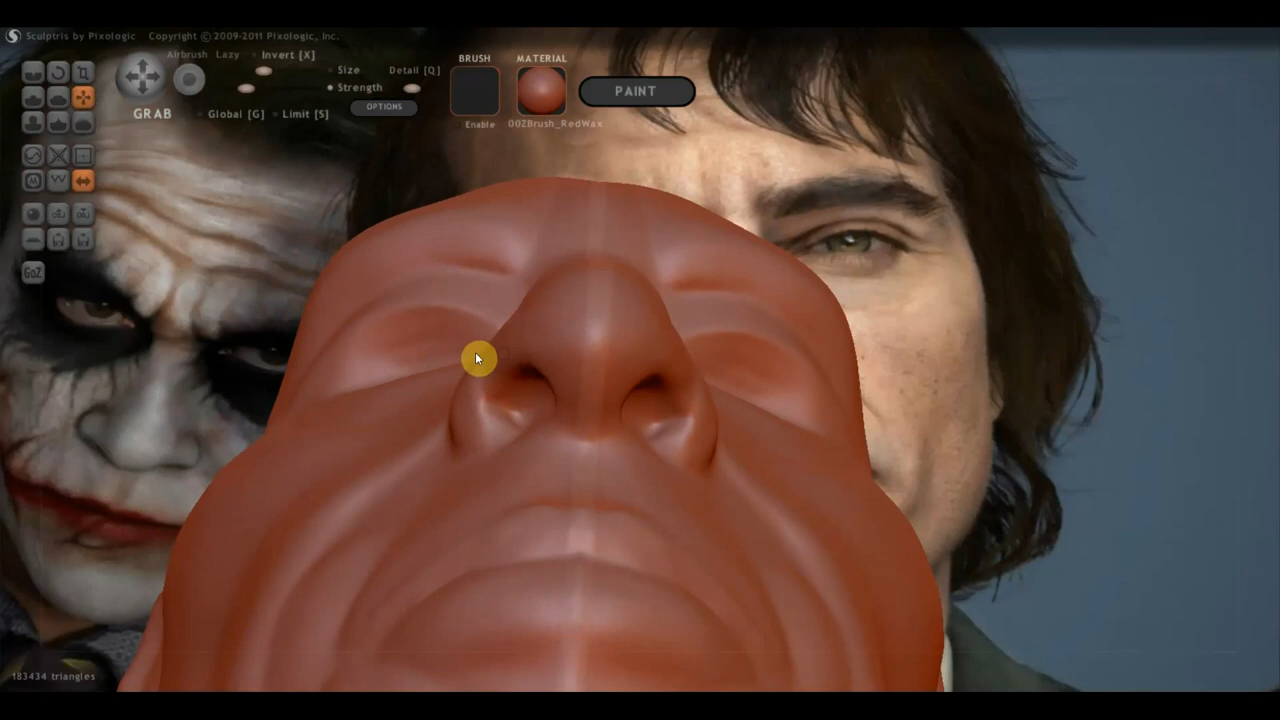 Sculptris by Pixologic Copyright © 2009-2011 Pixologic, Inc.
Airbrush Lazy Invert [X]
Size Detail [Q]
Strength
OPTIONS
GRAB
Global [G] Limit [S]
BRUSH
Enable
MATERIAL
00ZBrush_RedWax
PAINT
GoZ
183434 triangles